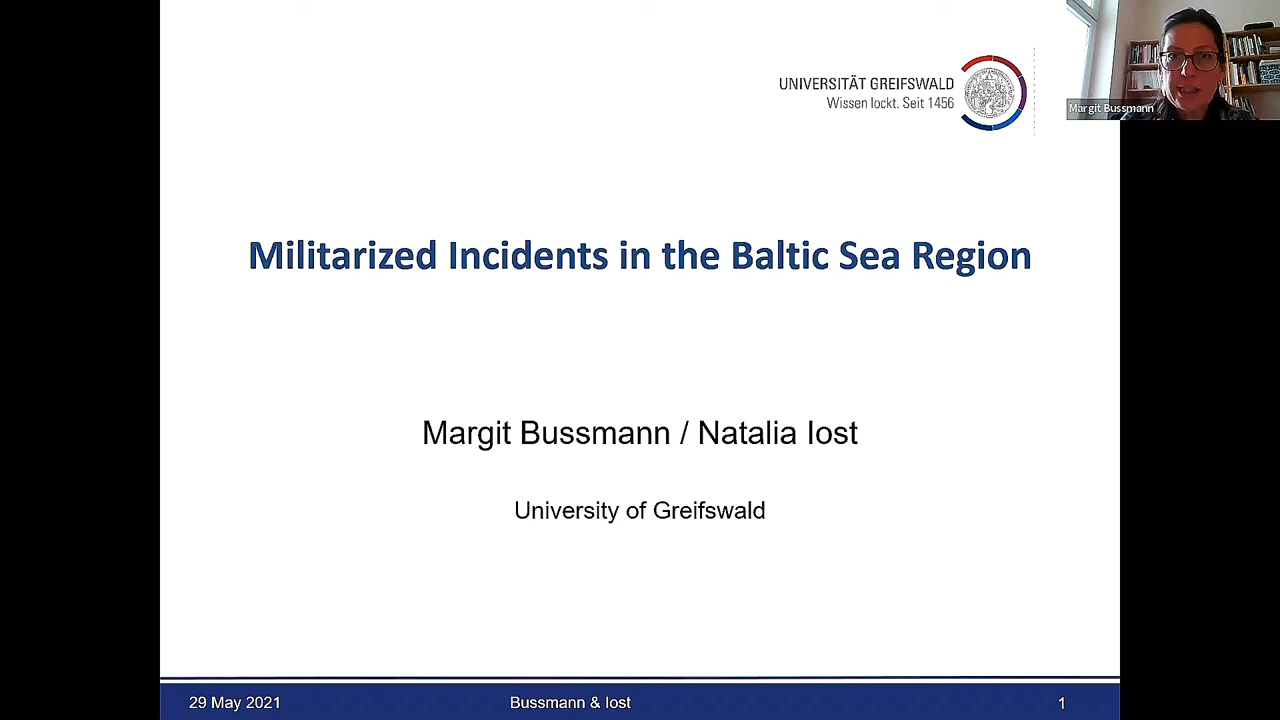 UNIVERSITÄT GREIFSWALD
Wissen lockt. Seit 1456
Margit Bussmann
Militarized Incidents in the Baltic Sea Region
Margit Bussmann / Natalia Iost
University of Greifswald
29 May 2021
Bussmann & Iost
1